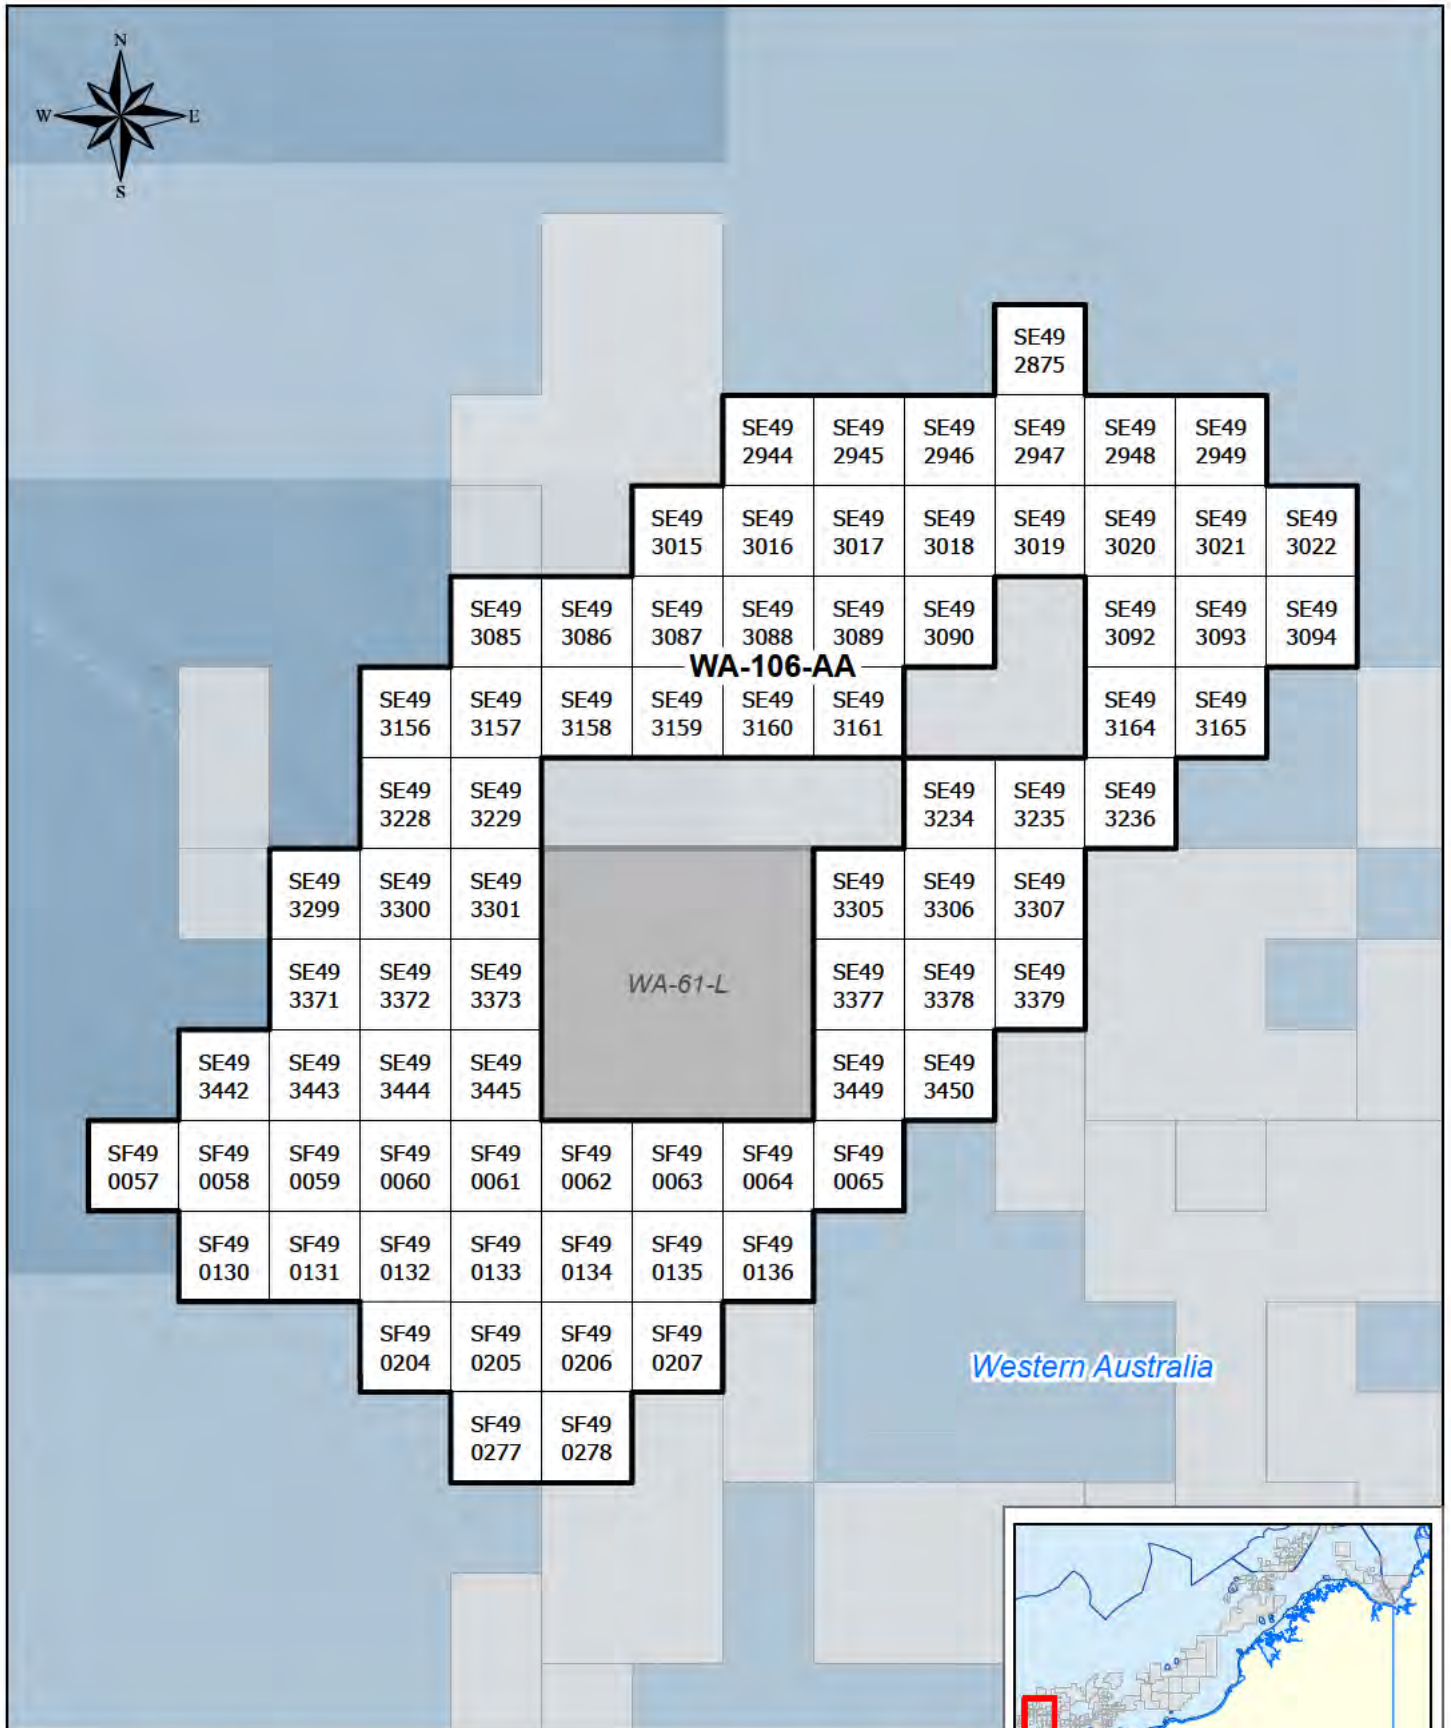 N
W
E
S
SE49
2875
SE49 SE49 SE49 SE49 SE49 SE49
2944 2945 2946 2947 2948 2949
SE49 SE49 SE49 SE49 SE49 SE49 SE49 SE49
3015 3016 3017 3018 3019 3020 3021 3022
SE49 SE49 SE49 SE49 SE49 SE49 SE49 SE49 SE49
3085 3086 3087 3088 3089 3090 3092 3093 3094
WA-106-AA
SE49 SE49 SE49 SE49 SE49 SE49 SE49 SE49
3156 3157 3158 3159 3160 3161 3164 3165
SE49 SE49 SE49 SE49 SE49
3228 3229 3234 3235 3236
SE49 SE49 SE49 SE49 SE49 SE49
3299 3300 3301 3305 3306 3307
SE49 SE49 SE49 SE49 SE49 SE49
3371 3372 3373 3377 3378 3379
WA-61-L
SE49 SE49 SE49 SE49 SE49 SE49
3442 3443 3444 3445 3449 3450
SF49 SF49 SF49 SF49 SF49 SF49 SF49 SF49 SF49
0057 0058 0059 0060 0061 0062 0063 0064 0065
SF49 SF49 SF49 SF49 SF49 SF49 SF49
0130 0131 0132 0133 0134 0135 0136
SF49 SF49 SF49 SF49
0204 0205 0206 0207
Western Australia
SF49 SF49
0277 0278